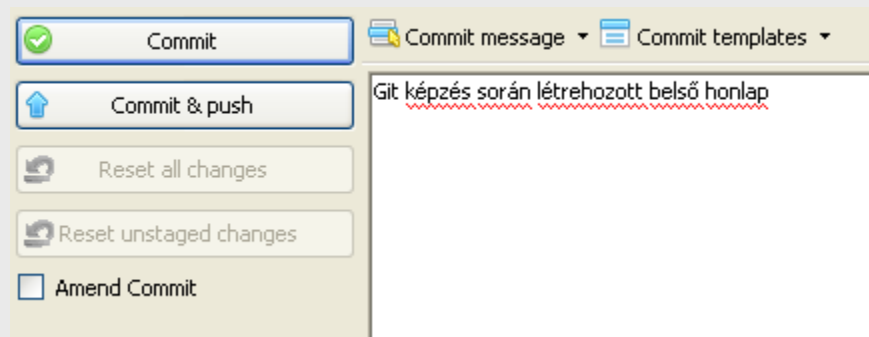 Commit
Commit message
Commit templates
Commit & push
Git képzés során létrehozott belső honlap
Reset all changes
Reset unstaged changes
Amend Commit